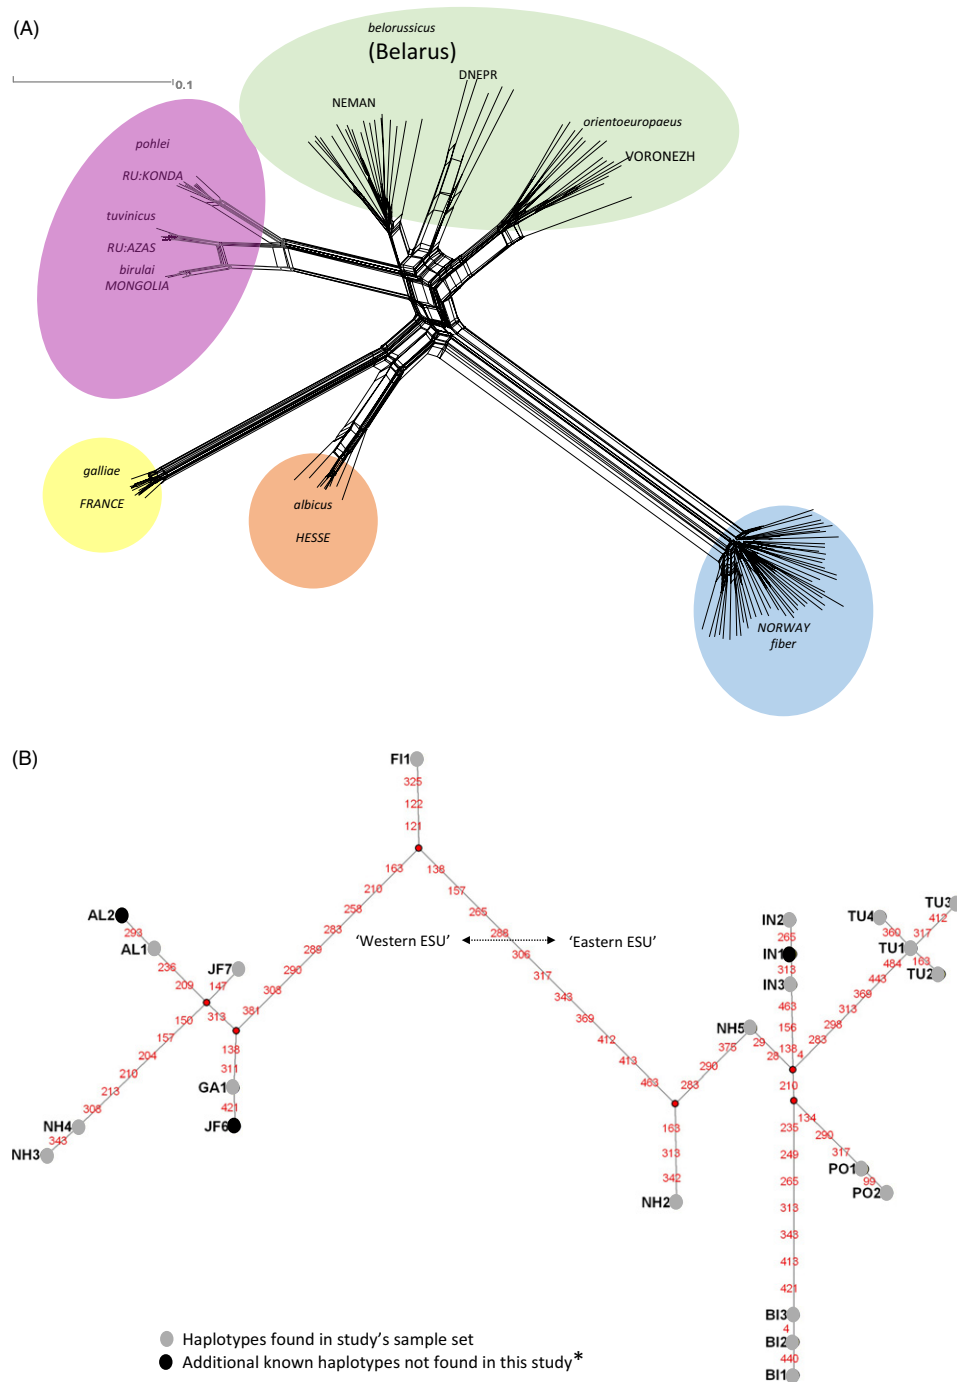 (A)
belorussicus
(Belarus)
0.1
DNEPR
NEMAN
orientoeuropaeus
VORONEZH
pohlei
RU:KONDA
tuvinicus
RU:AZAS
birulai
MONGOLIA
galliae
FRANCE
albicus
HESSE
NORWAY
fiber
(B)
FI1
325
122
121
163
210
258
283
289
290
308
381
138
157
265
288
306
317
343
369
412
413
463
'Western ESU'
'Eastern ESU'
AL2
293
AL1
236
209
JF7
147
313
150
157
204
210
213
308
NH4
343
NH3
138
311
GA1
421
JF6
163
313
342
NH2
283
290
375
NH5
29
28
IN2
265
IN1
313
IN3
463
156
138
4
283
298
313
369
443
484
TU1
360
TU4
317
412
TU3
163
TU2
210
134
290
317
PO1
99
PO2
235
249
265
313
343
413
421
BI3
4
BI2
440
BI1
Haplotypes found in study's sample set
Additional known haplotypes not found in this study*